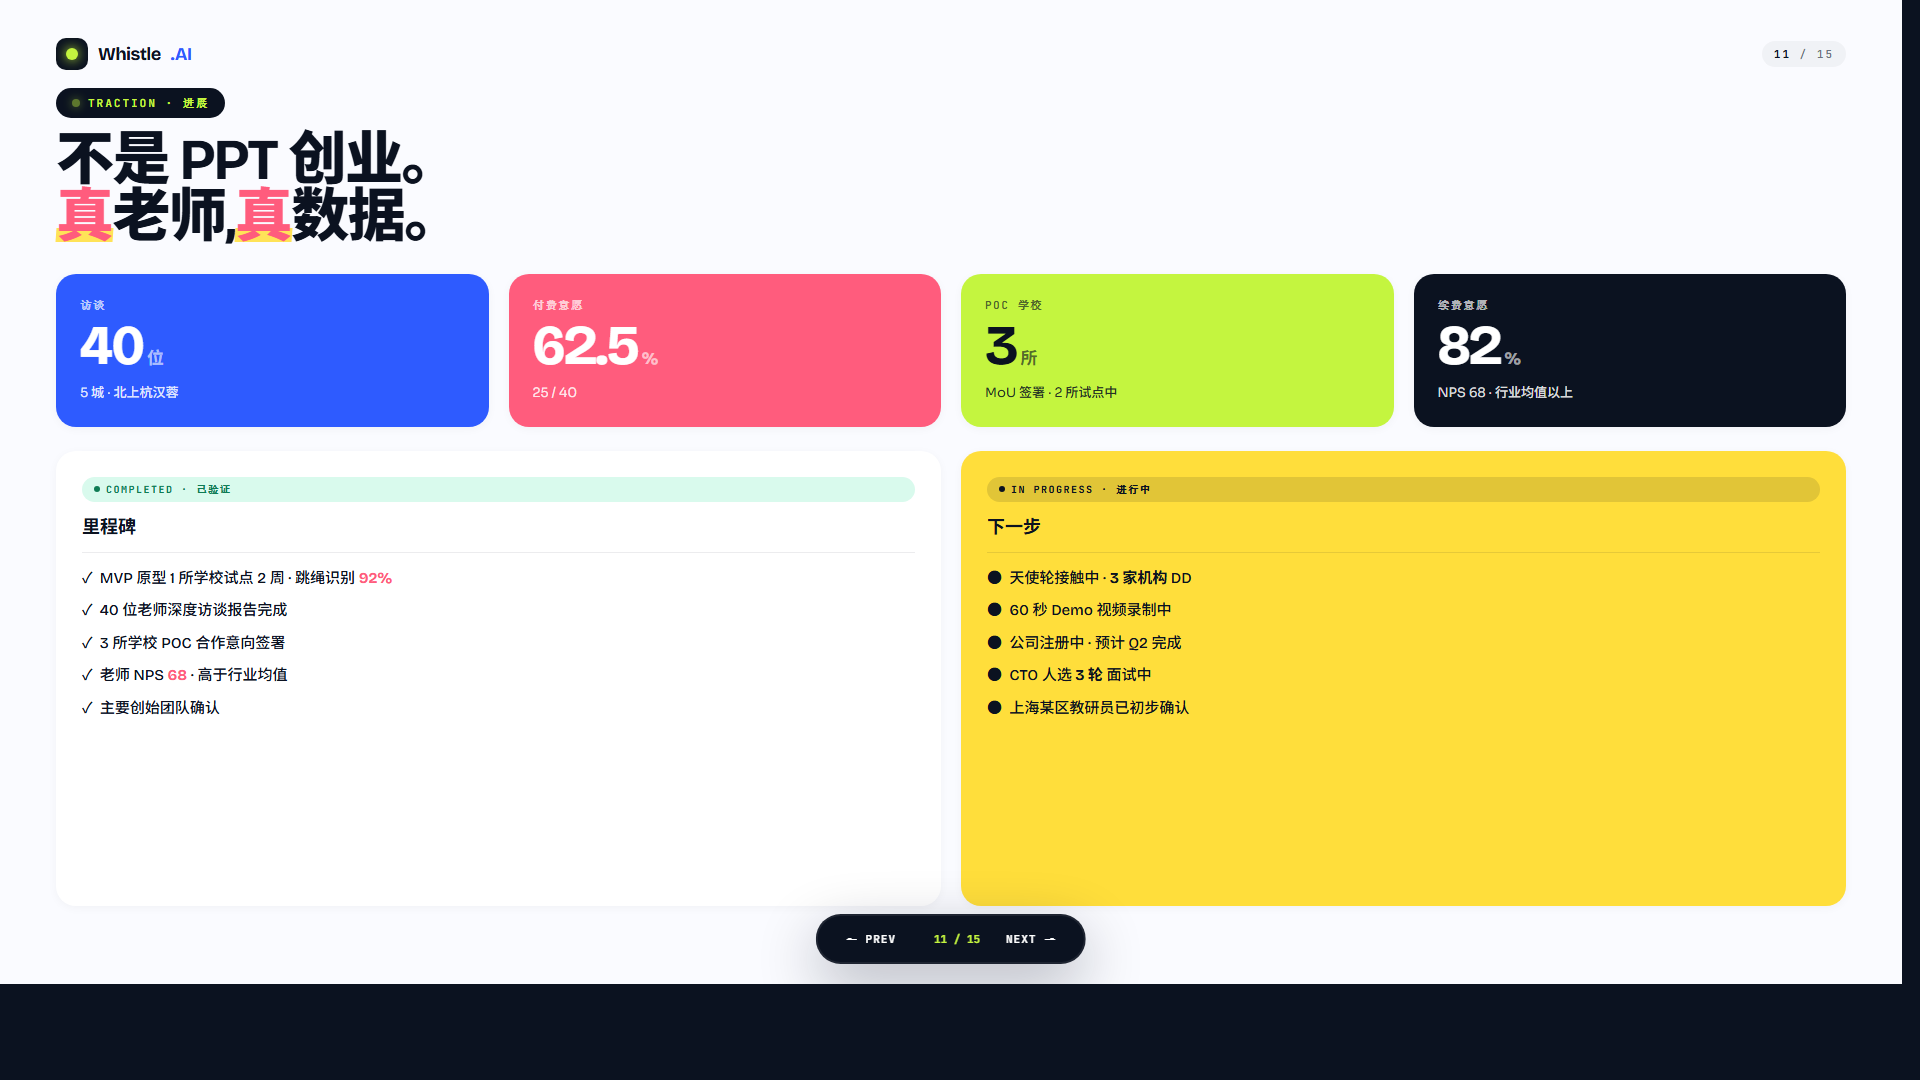 Whistle .AI
11 / 15
TRACTION · 进展
不是 PPT 创业。
真老师,真数据。
访谈
40位
5 城 · 北上杭汉蓉
付费意愿
62.5%
25 / 40
POC 学校
3所
MoU 签署 · 2 所试点中
续费意愿
82%
NPS 68 · 行业均值以上
COMPLETED · 已验证
里程碑
✓ MVP 原型 1 所学校试点 2 周 · 跳绳识别 92%
✓ 40 位老师深度访谈报告完成
✓ 3 所学校 POC 合作意向签署
✓ 老师 NPS 68 · 高于行业均值
✓ 主要创始团队确认
IN PROGRESS · 进行中
下一步
● 天使轮接触中 · 3 家机构 DD
● 60 秒 Demo 视频录制中
● 公司注册中 · 预计 Q2 完成
● CTO 人选 3 轮 面试中
● 上海某区教研员已初步确认
← PREV
11 / 15
NEXT →